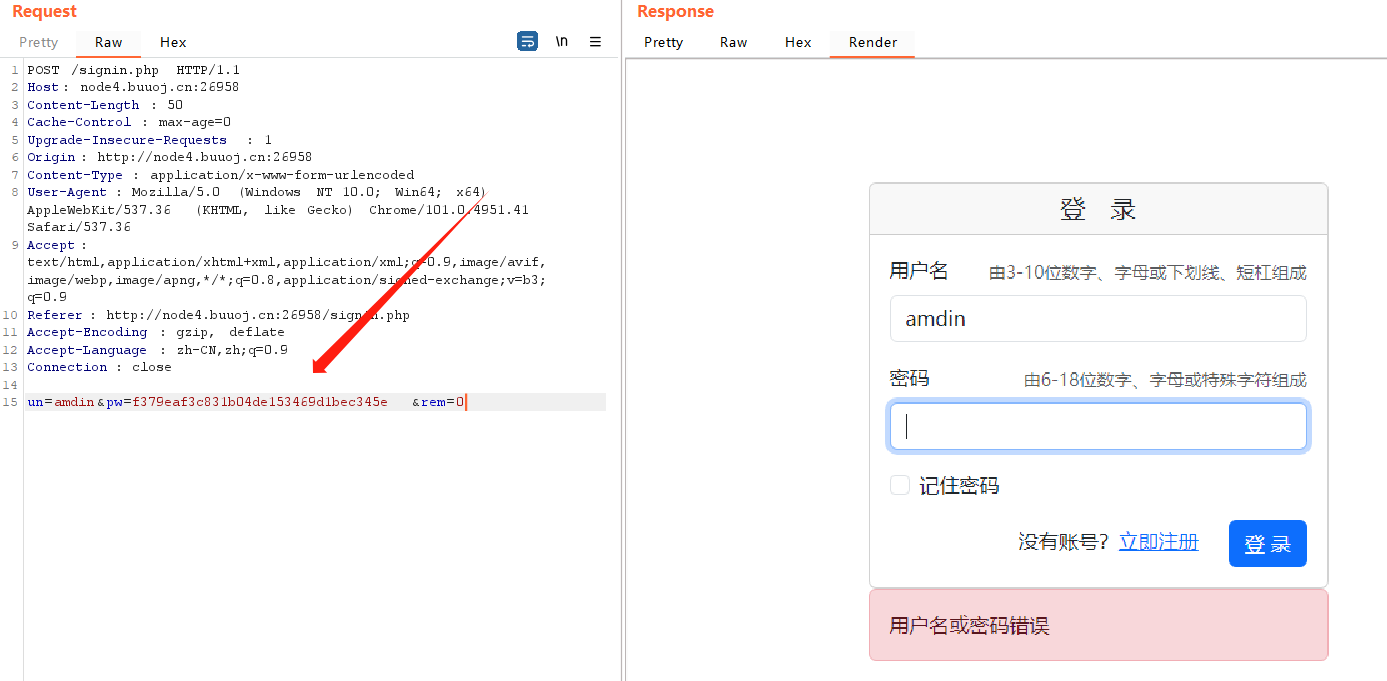 Request
Pretty Raw Hex \n
1 POST /signin.php HTTP/1.1
2 Host: node4.buuoj.cn:26958
3 Content-Length : 50
4 Cache-Control : max-age=0
5 Upgrade-Insecure-Requests : 1
6 Origin: http://node4.buuoj.cn:26958
7 Content-Type : application/x-www-form-urlencoded
8 User-Agent : Mozilla/5.0 (Windows NT 10.0; Win64; x64)
AppleWebKit/537.36 (KHTML, like Gecko) Chrome/101.0.4951.41
Safari/537.36
9 Accept :
text/html,application/xhtml+xml,application/xml;q=0.9,image/avif,
image/webp,image/apng,*/*;q=0.8,application/signed-exchange;v=b3;
q=0.9
10 Referer : http://node4.buuoj.cn:26958/signin.php
11 Accept-Encoding : gzip, deflate
12 Accept-Language : zh-CN,zh;q=0.9
13 Connection : close
14
15 un=amdin&pw=f379eaf3c831b04de153469d1bec345e &rem=0
Response
Pretty Raw Hex Render
登 录
用户名 由3-10位数字、字母或下划线、短杠组成
amdin
密码 由6-18位数字、字母或特殊字符组成
记住密码
没有账号? 立即注册 登 录
用户名或密码错误